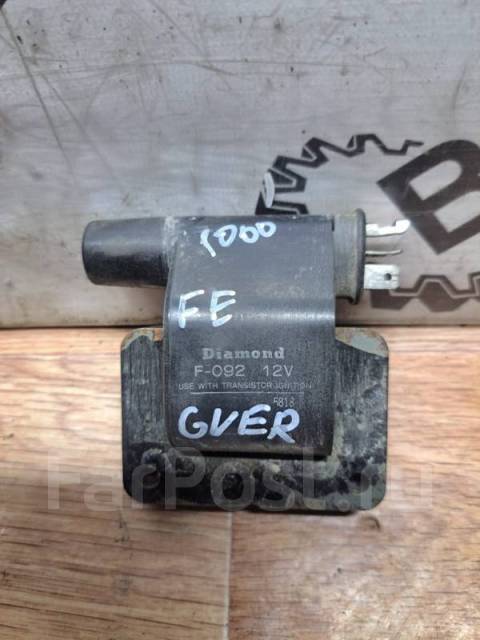 B
1000
FE
Diamond
F-092 12V
USE WITH TRANSISTOR IGNITION
5818
GVER
FarPost.ru